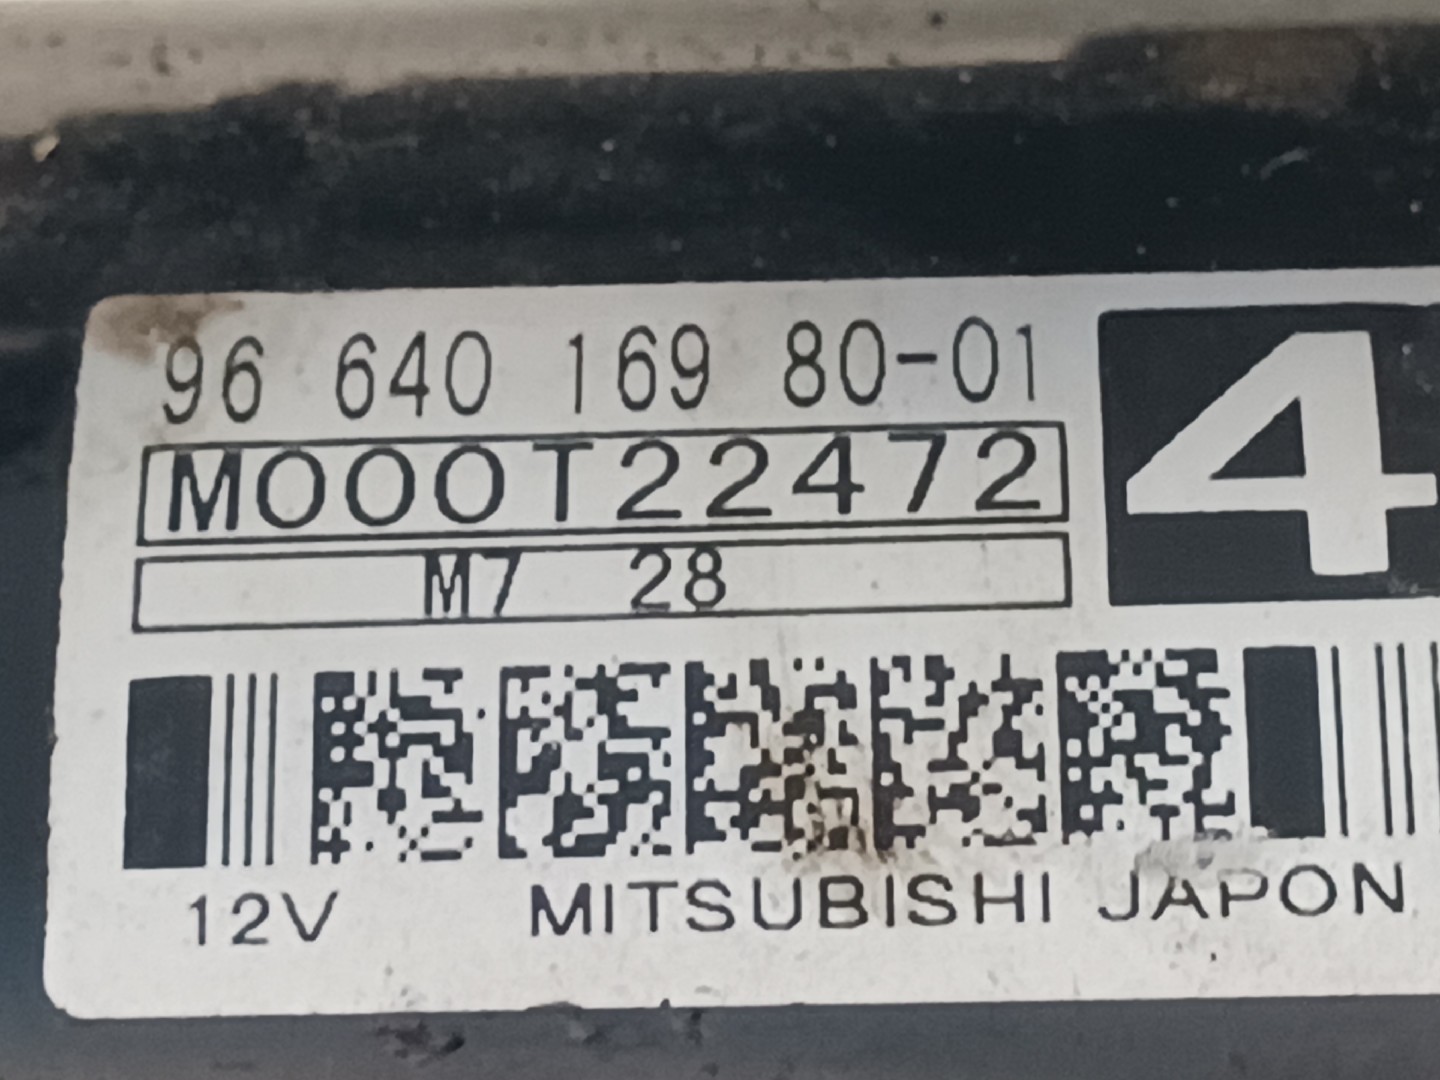 96 640 169 80-01
4
M000T22472
M7 28
12V MITSUBISHI JAPON